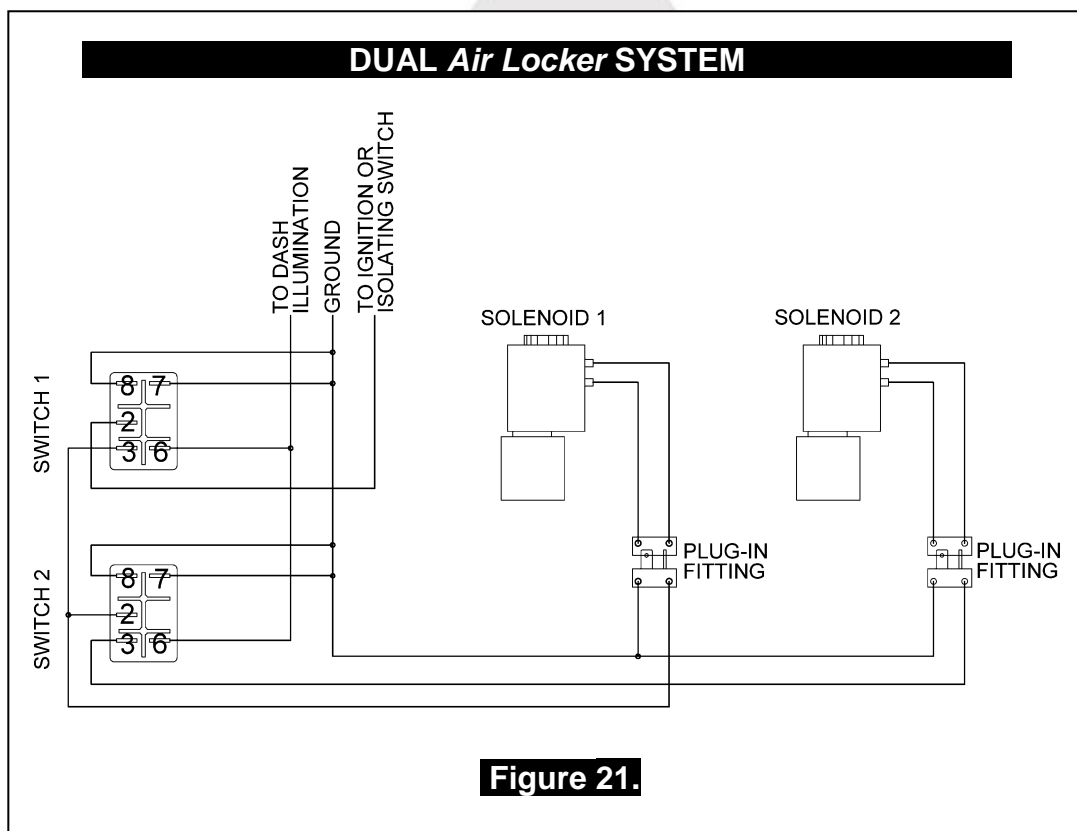 DUAL Air Locker SYSTEM
TO DASH
ILLUMINATION
GROUND
TO IGNITION OR
ISOLATING SWITCH
SOLENOID 1
SOLENOID 2
SWITCH 1
8 7
2
3 6
SWITCH 2
8 7
2
3 6
PLUG-IN
FITTING
PLUG-IN
FITTING
Figure 21.